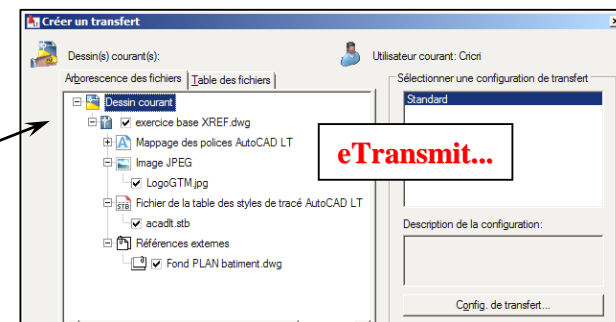 Créer un transfert
Dessin(s) courant(s):
Utilisateur courant: Cricri
Arborescence des fichiers
Table des fichiers
Dessin courant
exercice base XREF.dwg
Mappage des polices AutoCAD LT
Image JPEG
LogoGTM.jpg
STB
Fichier de la table des styles de tracé AutoCAD LT
acadlt.stb
Références externes
Fond PLAN batiment.dwg
eTransmit...
Sélectionner une configuration de transfert
Standard
Description de la configuration:
Config. de transfert...